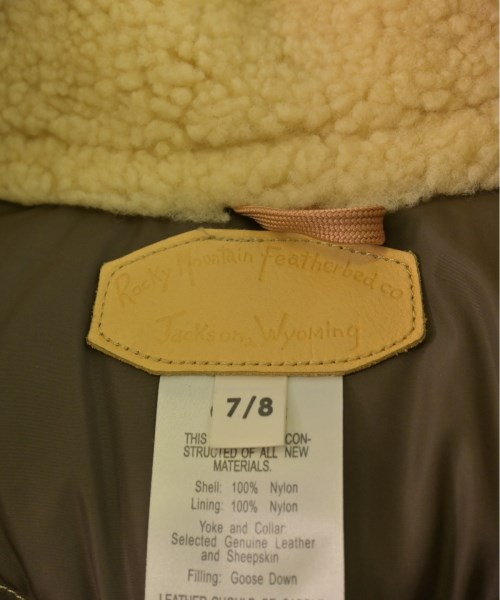 Rocky Mountain Featherbed co
Jackson, Wyoming
7/8
THIS CON-
STRUCTED OF ALL NEW
MATERIALS.
Shell: 100% Nylon
Lining: 100% Nylon
Yoke and Collar:
Selected Genuine Leather
and Sheepskin
Filling: Goose Down